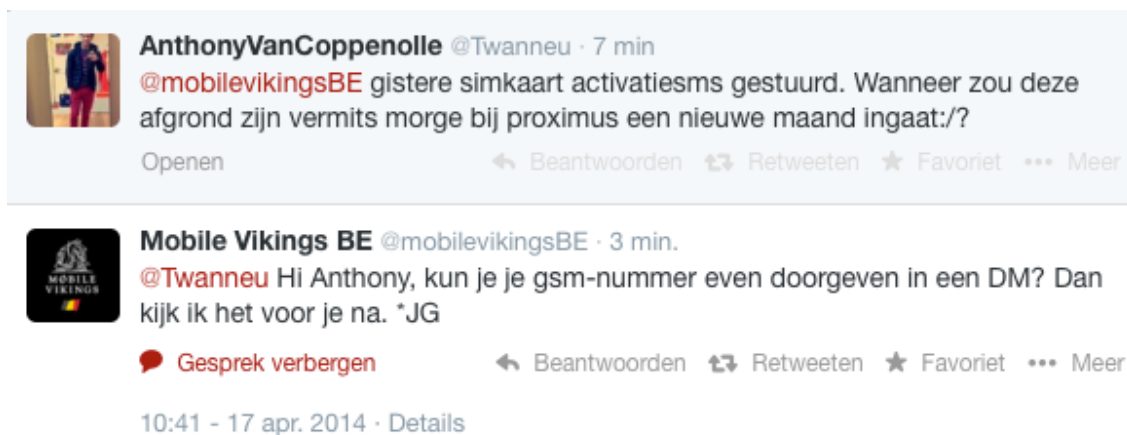 AnthonyVanCoppenolle @Twanneu · 7 min
@mobilevikingsBE gistere simkaart activatiesms gestuurd. Wanneer zou deze
afgrond zijn vermits morge bij proximus een nieuwe maand ingaat:/?
Openen Beantwoorden Retweeten Favoriet ••• Meer
Mobile Vikings BE @mobilevikingsBE · 3 min.
@Twanneu Hi Anthony, kun je je gsm-nummer even doorgeven in een DM? Dan
kijk ik het voor je na. *JG
MOBILE
VIKINGS
Gesprek verbergen Beantwoorden Retweeten Favoriet ••• Meer
10:41 - 17 apr. 2014 · Details